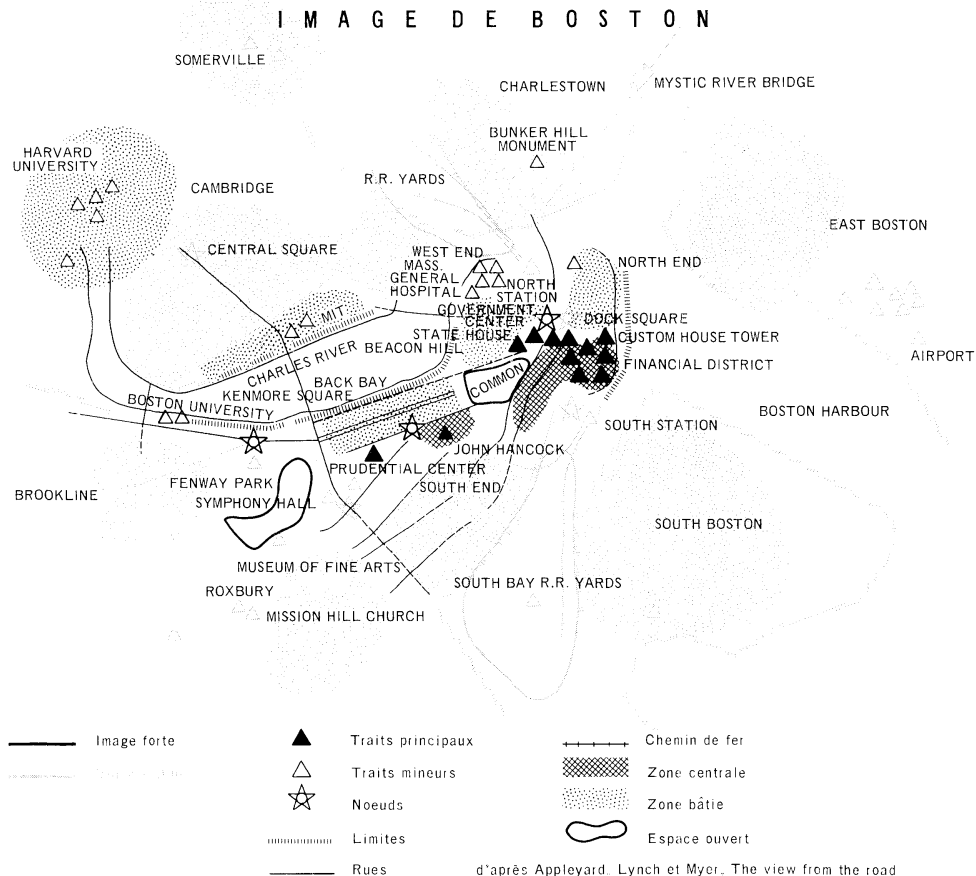 IMAGE DE BOSTON
SOMERVILLE
CHARLESTOWN
MYSTIC RIVER BRIDGE
BUNKER HILL
MONUMENT
HARVARD
UNIVERSITY
CAMBRIDGE
R.R. YARDS
EAST BOSTON
CENTRAL SQUARE
WEST END
MASS.
GENERAL
HOSPITAL
NORTH
STATION
NORTH END
GOVERNMENT
CENTER
STATE HOUSE
DOCK SQUARE
MIT
CUSTOM HOUSE TOWER
CHARLES RIVER
BEACON HILL
AIRPORT
FINANCIAL DISTRICT
COMMON
BACK BAY
KENMORE SQUARE
BOSTON UNIVERSITY
BOSTON HARBOUR
SOUTH STATION
JOHN HANCOCK
PRUDENTIAL CENTER
FENWAY PARK
SOUTH END
BROOKLINE
SYMPHONY HALL
SOUTH BOSTON
MUSEUM OF FINE ARTS
SOUTH BAY R.R. YARDS
ROXBURY
MISSION HILL CHURCH
Image forte
Traits principaux
Chemin de fer
Traits mineurs
Zone centrale
Noeuds
Zone bâtie
Limites
Espace ouvert
Rues
d'après Appleyard. Lynch et Myer. The view from the road